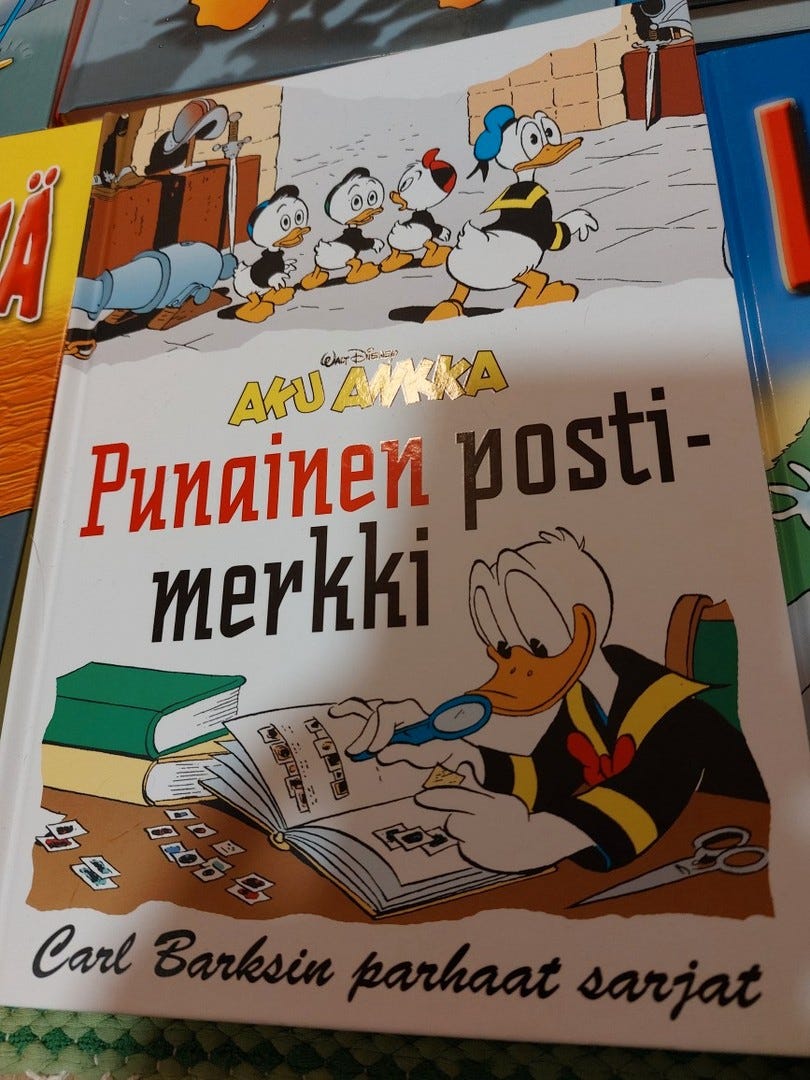 WALT DISNEY
AKU ANKKA
Punainen posti-
merkki
Carl Barksin parhaat sarjat